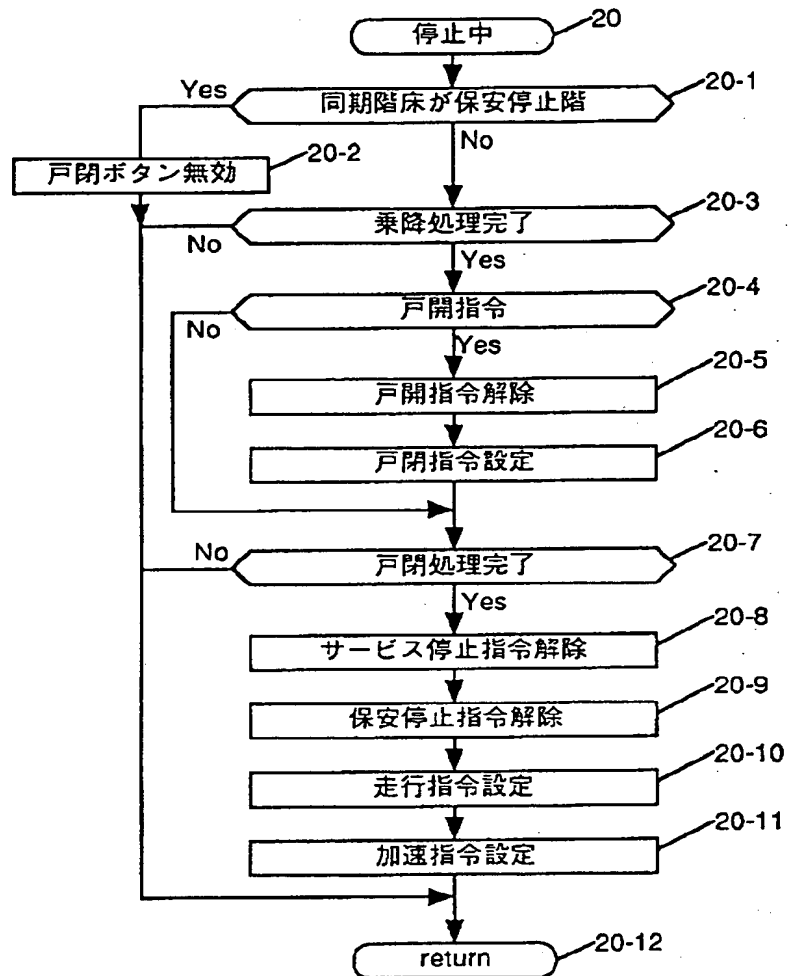 停止中
20
同期階床が保安停止階
20-1
Yes
No
戸閉ボタン無効
20-2
乗降処理完了
20-3
No
Yes
戸開指令
20-4
No
Yes
戸開指令解除
20-5
戸閉指令設定
20-6
戸閉処理完了
20-7
No
Yes
サービス停止指令解除
20-8
保安停止指令解除
20-9
走行指令設定
20-10
加速指令設定
20-11
return
20-12